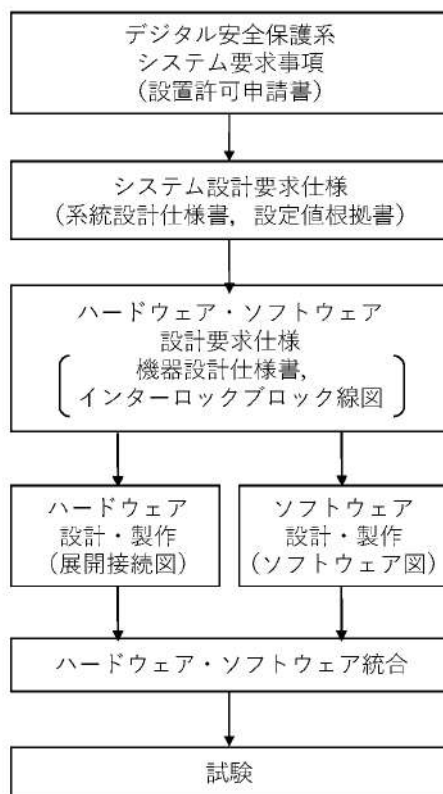 デジタル安全保護系
システム要求事項
（設置許可申請書）
システム設計要求仕様
（系統設計仕様書，設定値根拠書）
ハードウェア・ソフトウェア
設計要求仕様
機器設計仕様書，
インターロックブロック線図
ハードウェア
設計・製作
（展開接続図）
ソフトウェア
設計・製作
（ソフトウェア図）
ハードウェア・ソフトウェア統合
試験